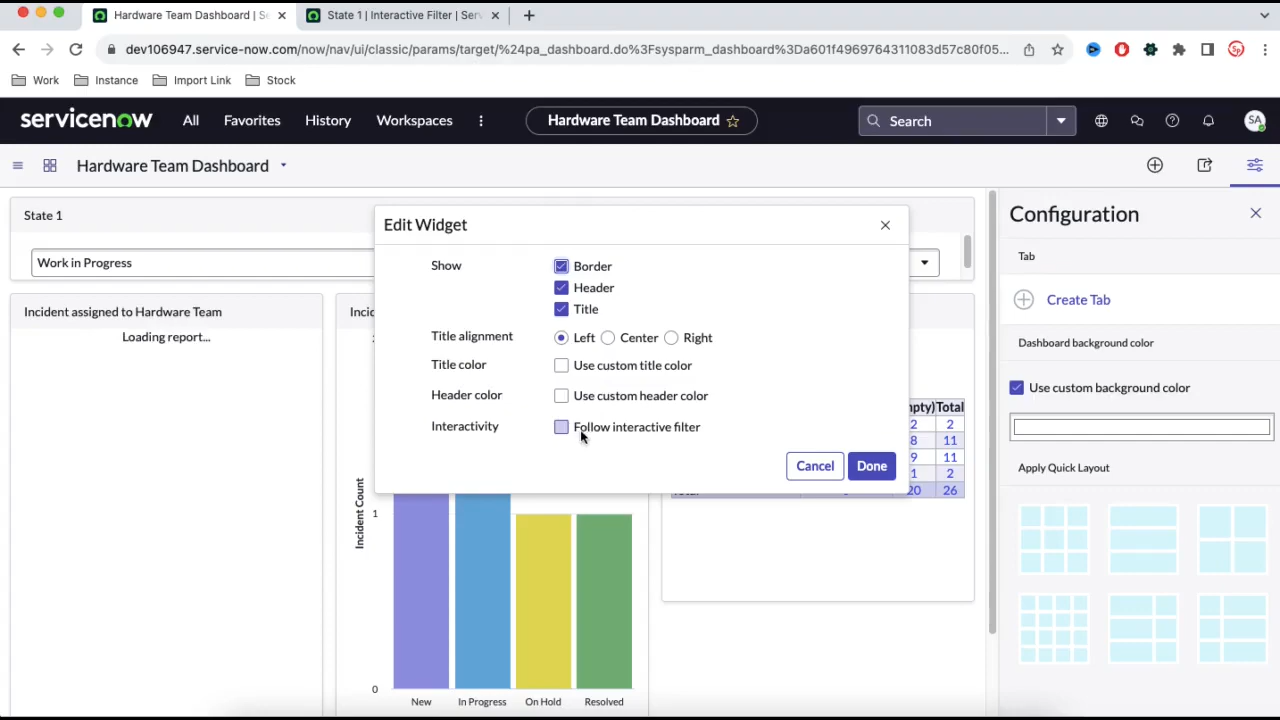 Hardware Team Dashboard | S
State 1 | Interactive Filter | Serv
dev106947.service-now.com/now/nav/ui/classic/params/target/%24pa_dashboard.do%3Fsysparm_dashboard%3Da601f4969764311083d57c80f05...
Work
Instance
Import Link
Stock
servicenow
All
Favorites
History
Workspaces
Hardware Team Dashboard
Search
SA
Hardware Team Dashboard
State 1
Work in Progress
Incident assigned to Hardware Team
Loading report...
Incid
Incident Count
1
0
New
In Progress
On Hold
Resolved
Edit Widget
Show
Border
Header
Title
Title alignment
Left
Center
Right
Title color
Use custom title color
Header color
Use custom header color
Interactivity
Follow interactive filter
Cancel
Done
mpty) Total
2 2
8 11
9 11
1 2
20 26
Configuration
Tab
Create Tab
Dashboard background color
Use custom background color
Apply Quick Layout